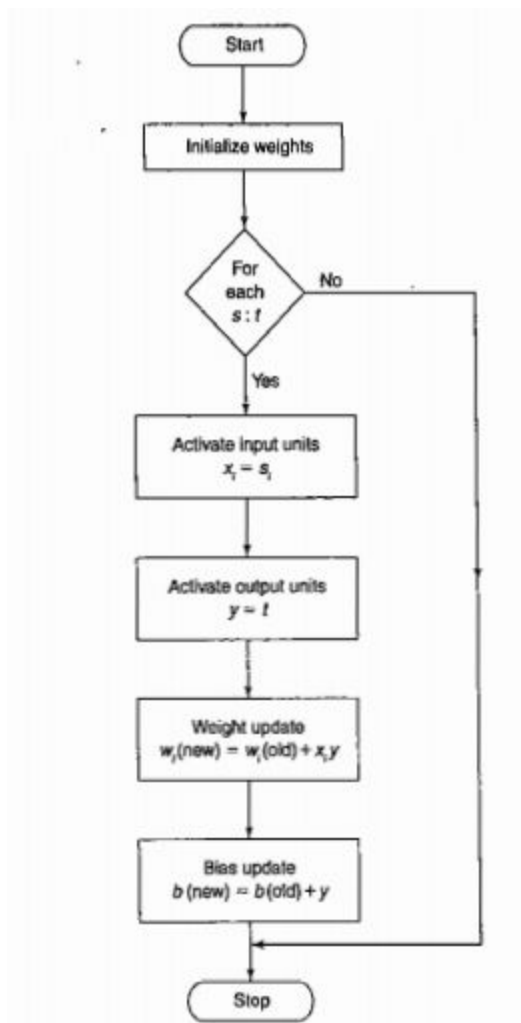 Start
Initialize weights
For
each
s : t
No
Yes
Activate input units
xᵢ = sᵢ
Activate output units
y = t
Weight update
wᵢ(new) = wᵢ(old) + xᵢ y
Bias update
b (new) = b (old) + y
Stop